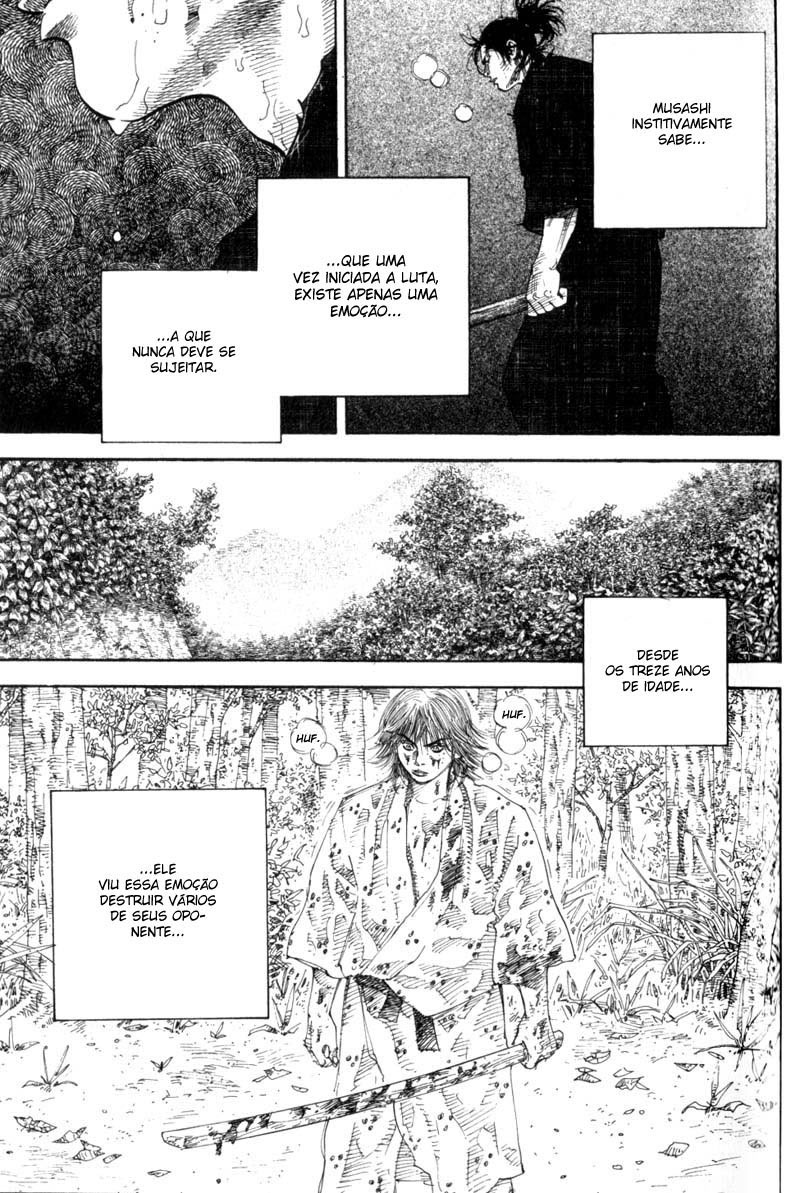 MUSASHI
INSTITIVAMENTE
SABE...
...QUE UMA
VEZ INICIADA A LUTA,
EXISTE APENAS UMA
EMOÇÃO...
...A QUE
NUNCA DEVE SE
SUJEITAR.
DESDE
OS TREZE ANOS
DE IDADE...
HUF.
HUF.
...ELE
VIU ESSA EMOÇÃO
DESTRUIR VÁRIOS
DE SEUS OPO-
NENTE...